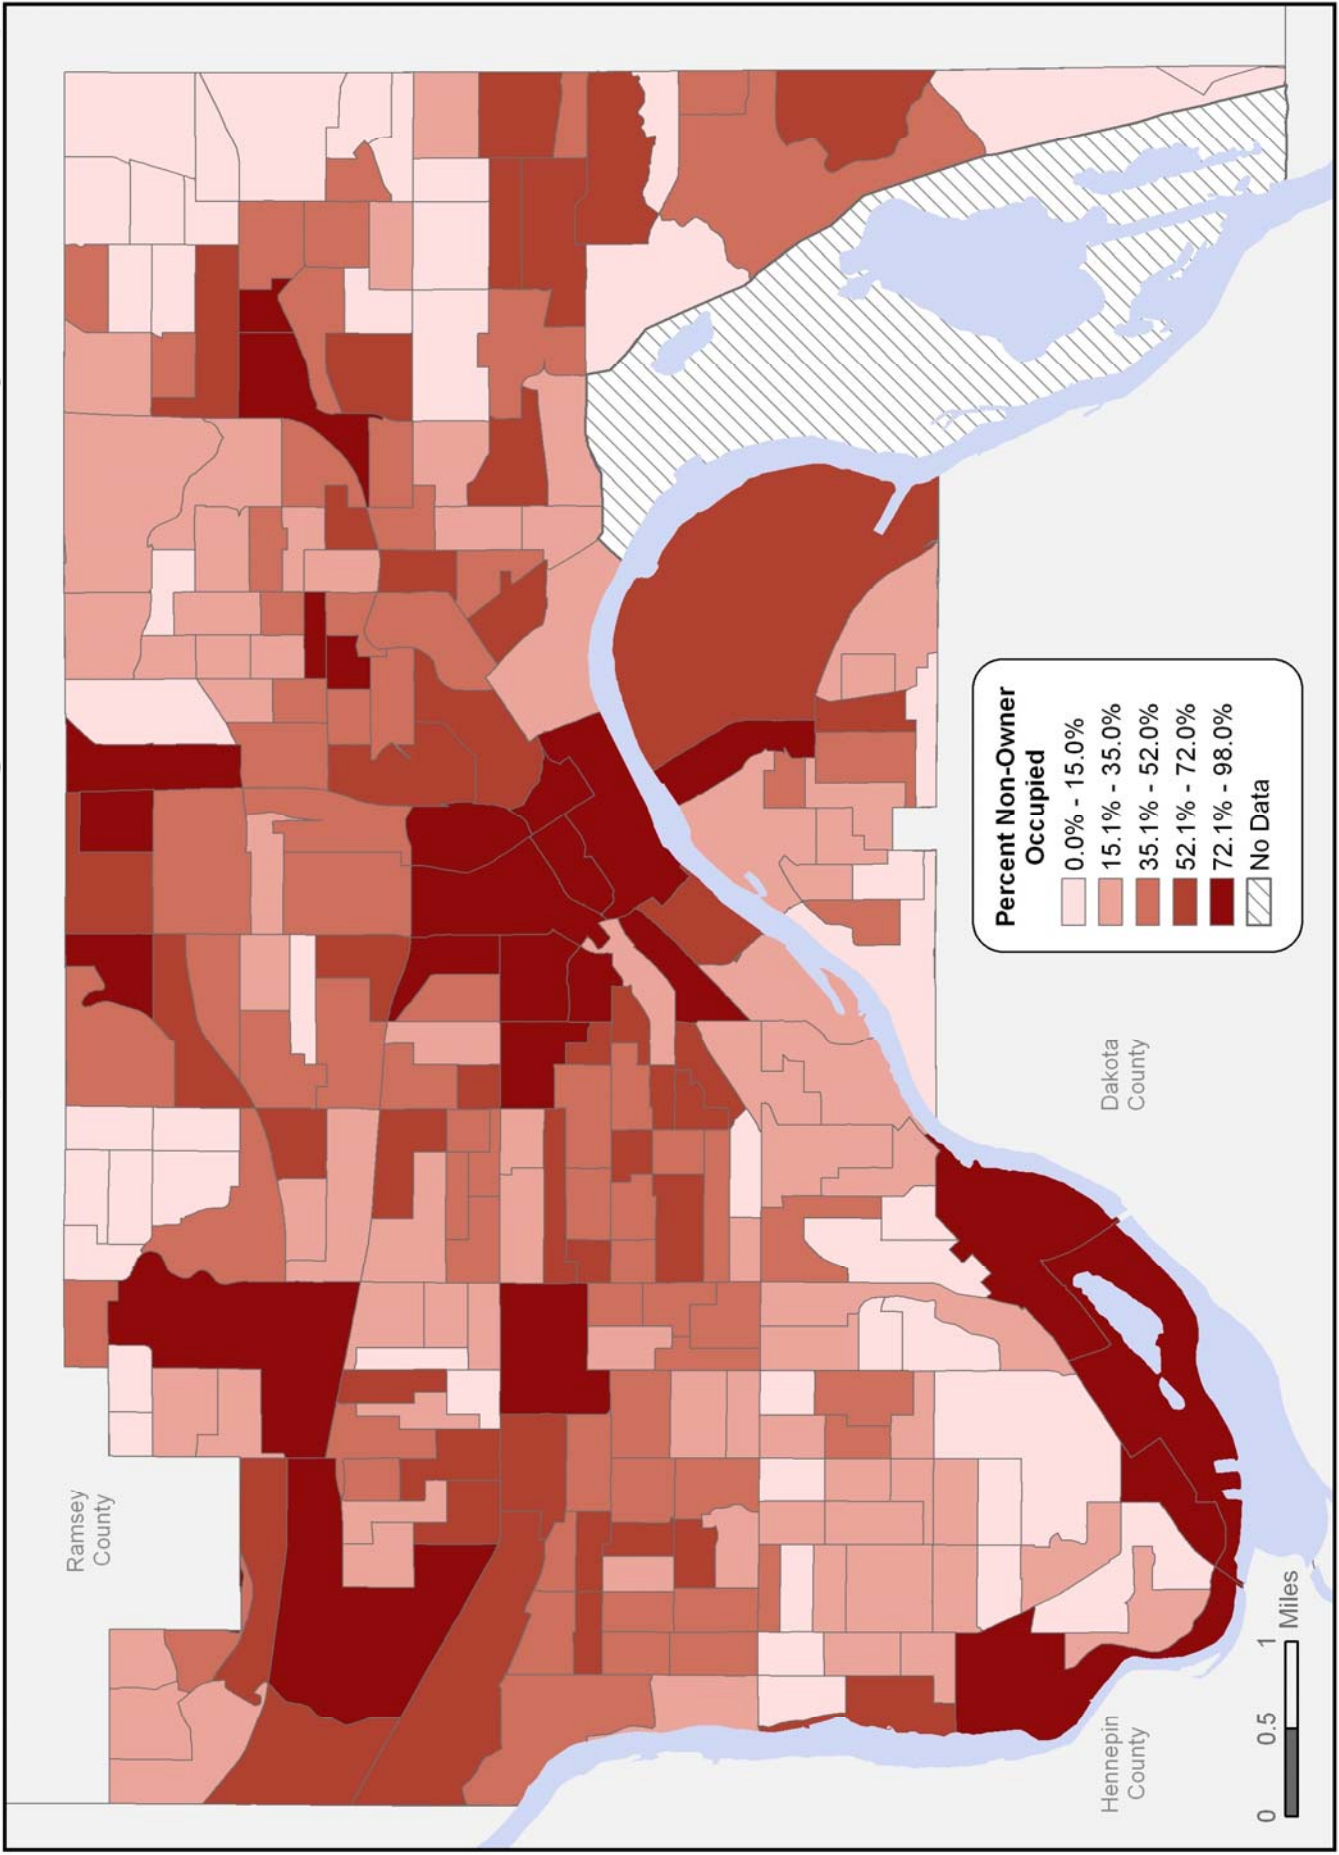 Ramsey
County
Percent Non-Owner
Occupied
0.0% - 15.0%
15.1% - 35.0%
35.1% - 52.0%
52.1% - 72.0%
72.1% - 98.0%
No Data
Dakota
County
Hennepin
County
0 0.5 1
Miles